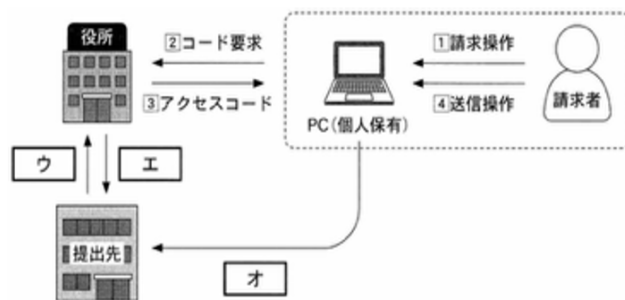 役所
2コード要求
1請求操作
3アクセスコード
4送信操作
請求者
PC(個人保有)
ウ
エ
提出先
オ